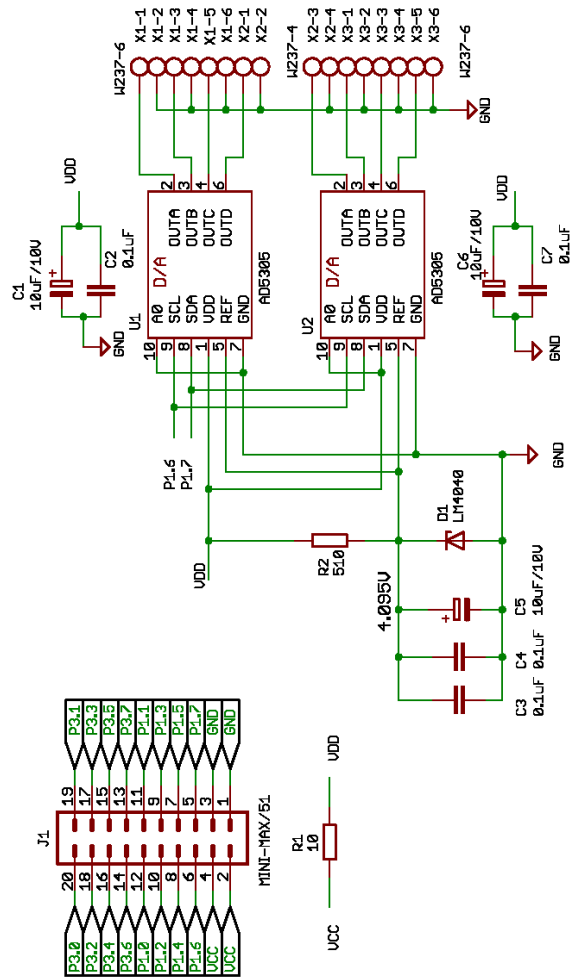 J1
20
19
P3.0
P3.1
18
17
P3.2
P3.3
16
15
P3.4
P3.5
14
13
P3.6
P3.7
12
11
P1.0
P1.1
10
9
P1.2
P1.3
8
7
P1.4
P1.5
6
5
P1.6
P1.7
4
3
VCC
GND
2
1
VCC
GND
MINI-MAX/51
VCC
R1
10
VDD
C1
10uF/10V
+
C2
0.1uF
GND
VDD
U1
D/A
10
A0
9
SCL
8
SDA
1
VDD
5
REF
7
GND
OUTA
2
OUTB
3
OUTC
4
OUTD
6
AD5305
P1.6
P1.7
VDD
W237-6
X1-1
X1-2
X1-3
X1-4
X1-5
X1-6
X2-1
X2-2
R2
510
U2
D/A
10
A0
9
SCL
8
SDA
1
VDD
5
REF
7
GND
OUTA
2
OUTB
3
OUTC
4
OUTD
6
AD5305
W237-4
X2-3
X2-4
X3-1
X3-2
X3-3
X3-4
X3-5
X3-6
W237-6
GND
4.095V
D1
LM4040
C3
0.1uF
C4
0.1uF
+
C5
10uF/10V
GND
C6
10uF/10V
+
C7
0.1uF
GND
VDD